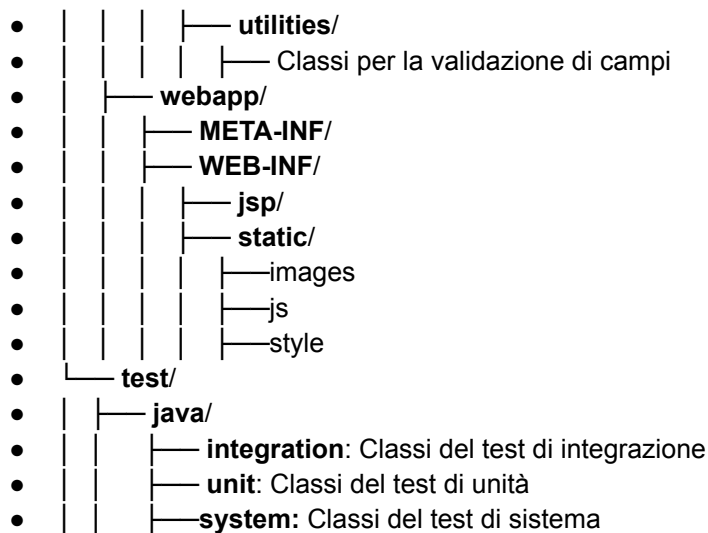 ● │ │ │ ├── utilities/
● │ │ │ │ ├── Classi per la validazione di campi
● │ ├── webapp/
● │ │ ├── META-INF/
● │ │ ├── WEB-INF/
● │ │ │ ├── jsp/
● │ │ │ ├── static/
● │ │ │ │ ├──images
● │ │ │ │ ├──js
● │ │ │ │ ├──style
● └── test/
● │ ├── java/
● │ │ ├── integration: Classi del test di integrazione
● │ │ ├── unit: Classi del test di unità
● │ │ ├──system: Classi del test di sistema